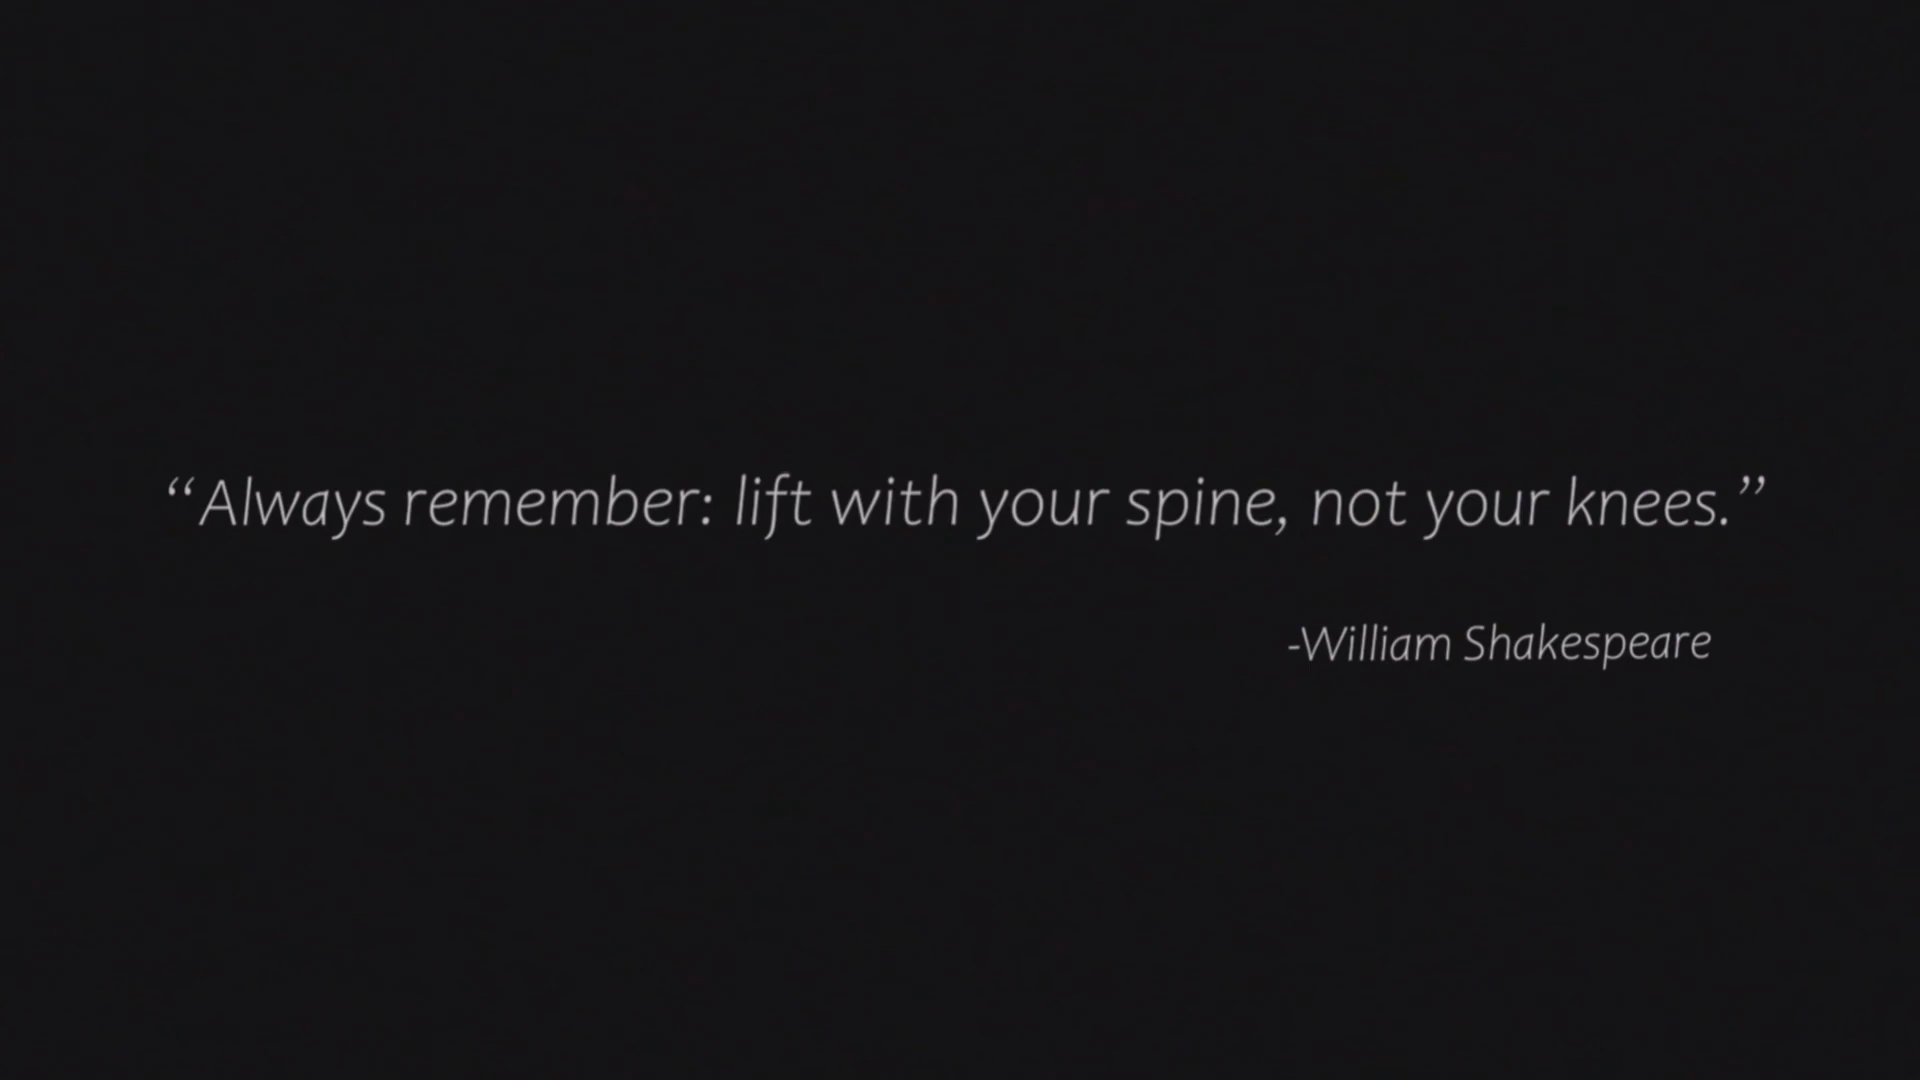 “Always remember: lift with your spine, not your knees.”
-William Shakespeare